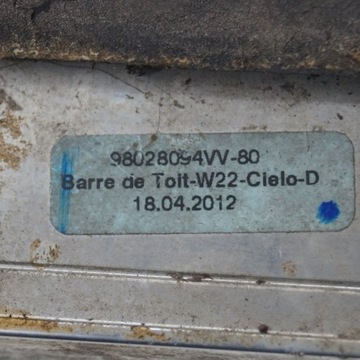 98028094VV-80
Barre de Toit-W22-Cielo-D
18.04.2012